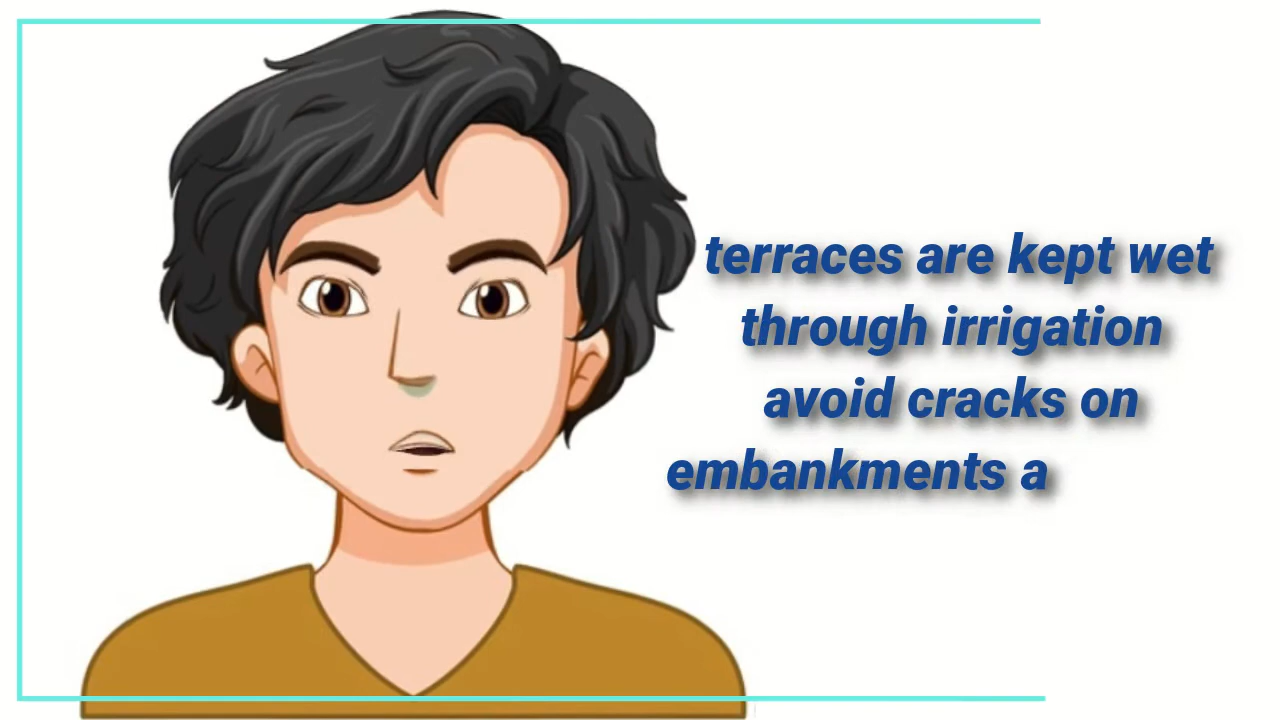 terraces are kept wet
through irrigation
avoid cracks on
embankments a